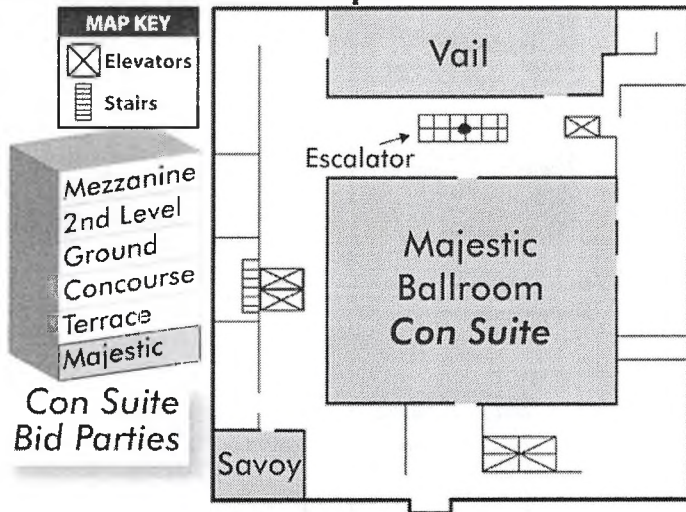 MAP KEY
Elevators
Stairs
Mezzanine
2nd Level
Ground
Concourse
Terrace
Majestic
Con Suite
Bid Parties
Vail
Escalator
Majestic
Ballroom
Con Suite
Savoy